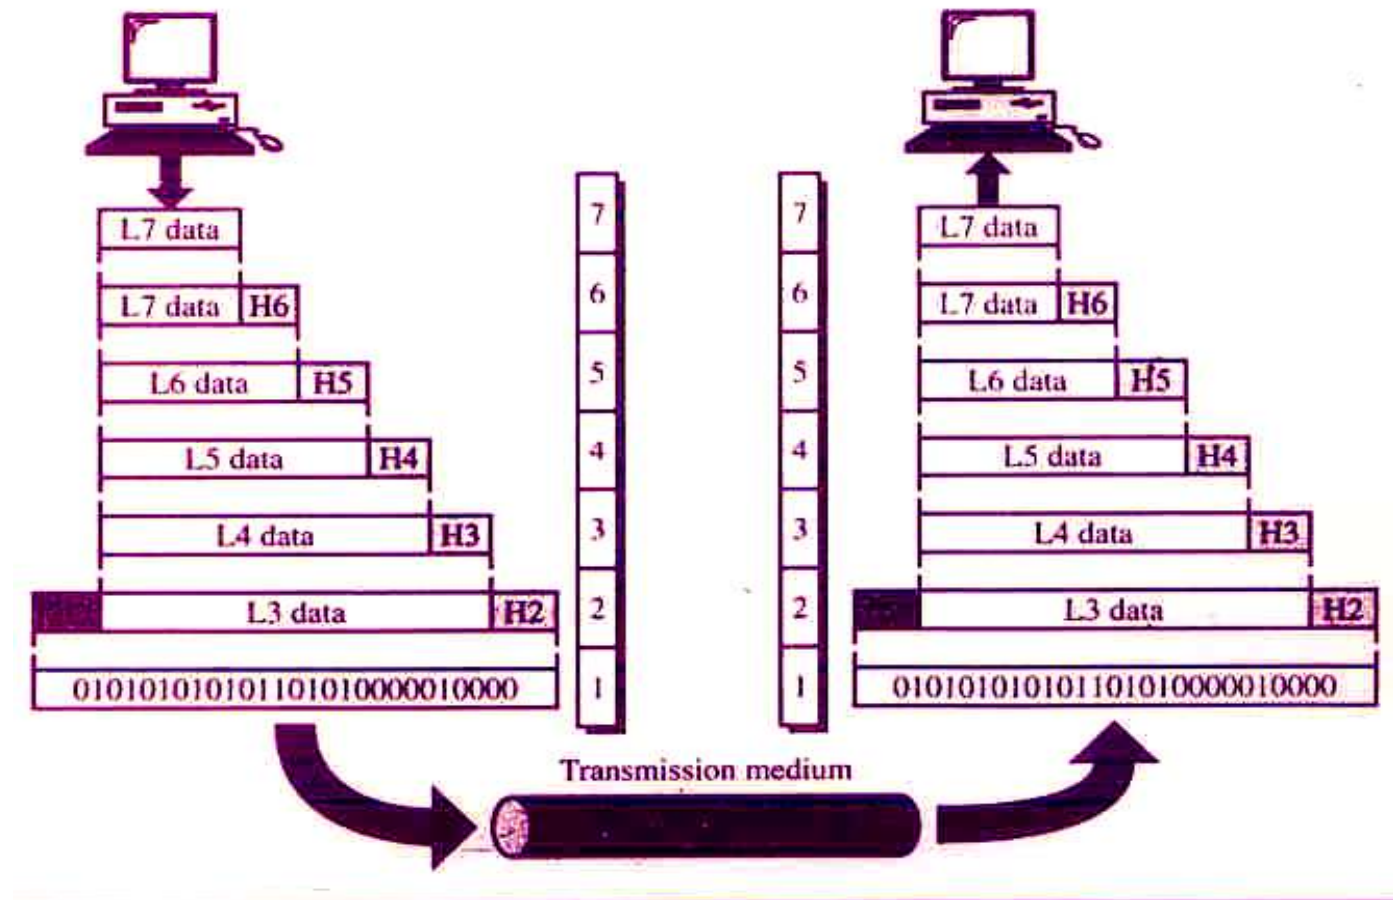 L7 data 7 7 L7 data
L7 data H6 6 6 L7 data H6
L6 data H5 5 5 L6 data H5
L5 data H4 4 4 L5 data H4
L4 data H3 3 3 L4 data H3
L3 data H2 2 2 L3 data H2
010101010101101010000010000 1 1 010101010101101010000010000
Transmission medium